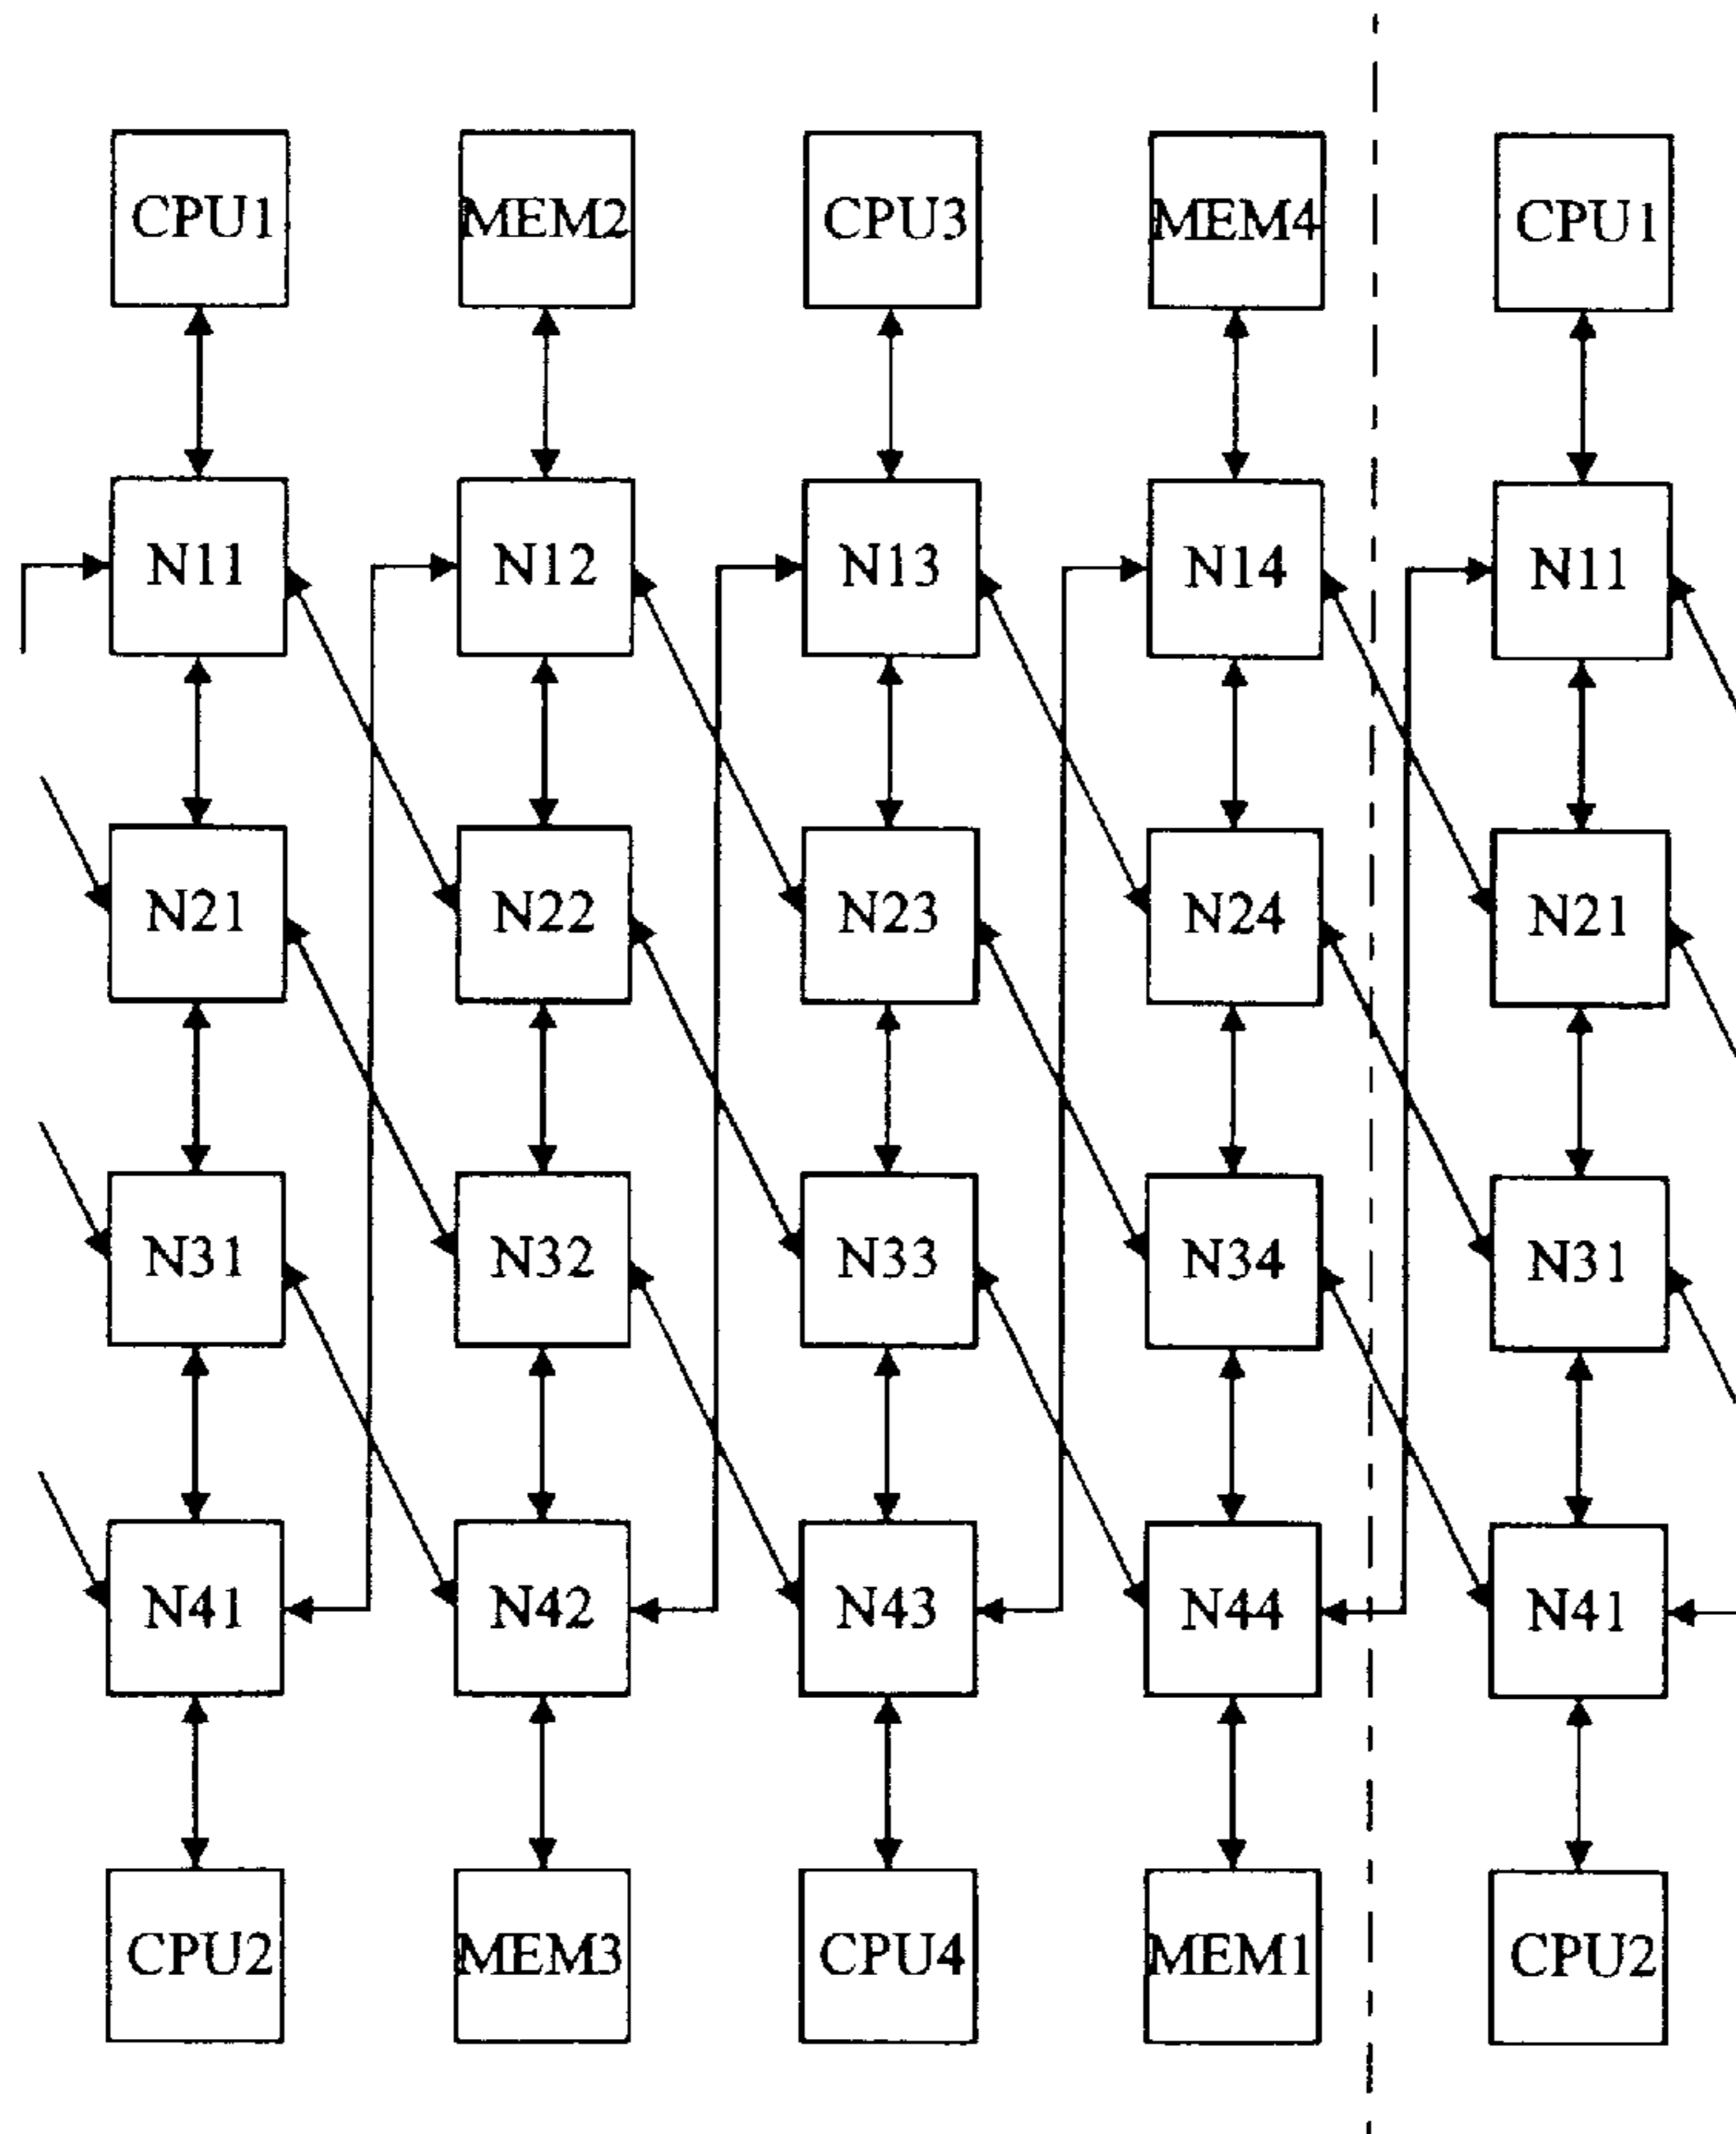 CPU1 MEM2 CPU3 MEM4 CPU1
N11 N12 N13 N14 N11
N21 N22 N23 N24 N21
N31 N32 N33 N34 N31
N41 N42 N43 N44 N41
CPU2 MEM3 CPU4 MEM1 CPU2